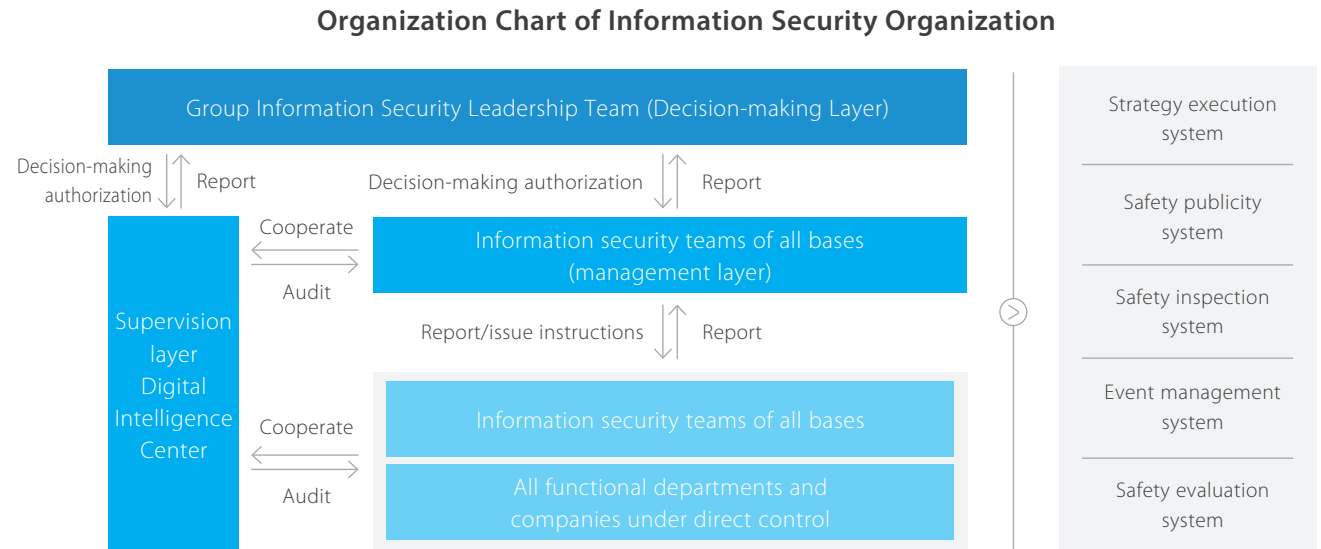 Organization Chart of Information Security Organization
Group Information Security Leadership Team (Decision-making Layer)
Decision-making
authorization
Report
Decision-making authorization
Report
Supervision
layer
Digital
Intelligence
Center
Cooperate
Audit
Information security teams of all bases
(management layer)
Report/issue instructions
Report
Cooperate
Audit
Information security teams of all bases
All functional departments and
companies under direct control
Strategy execution
system
Safety publicity
system
Safety inspection
system
Event management
system
Safety evaluation
system